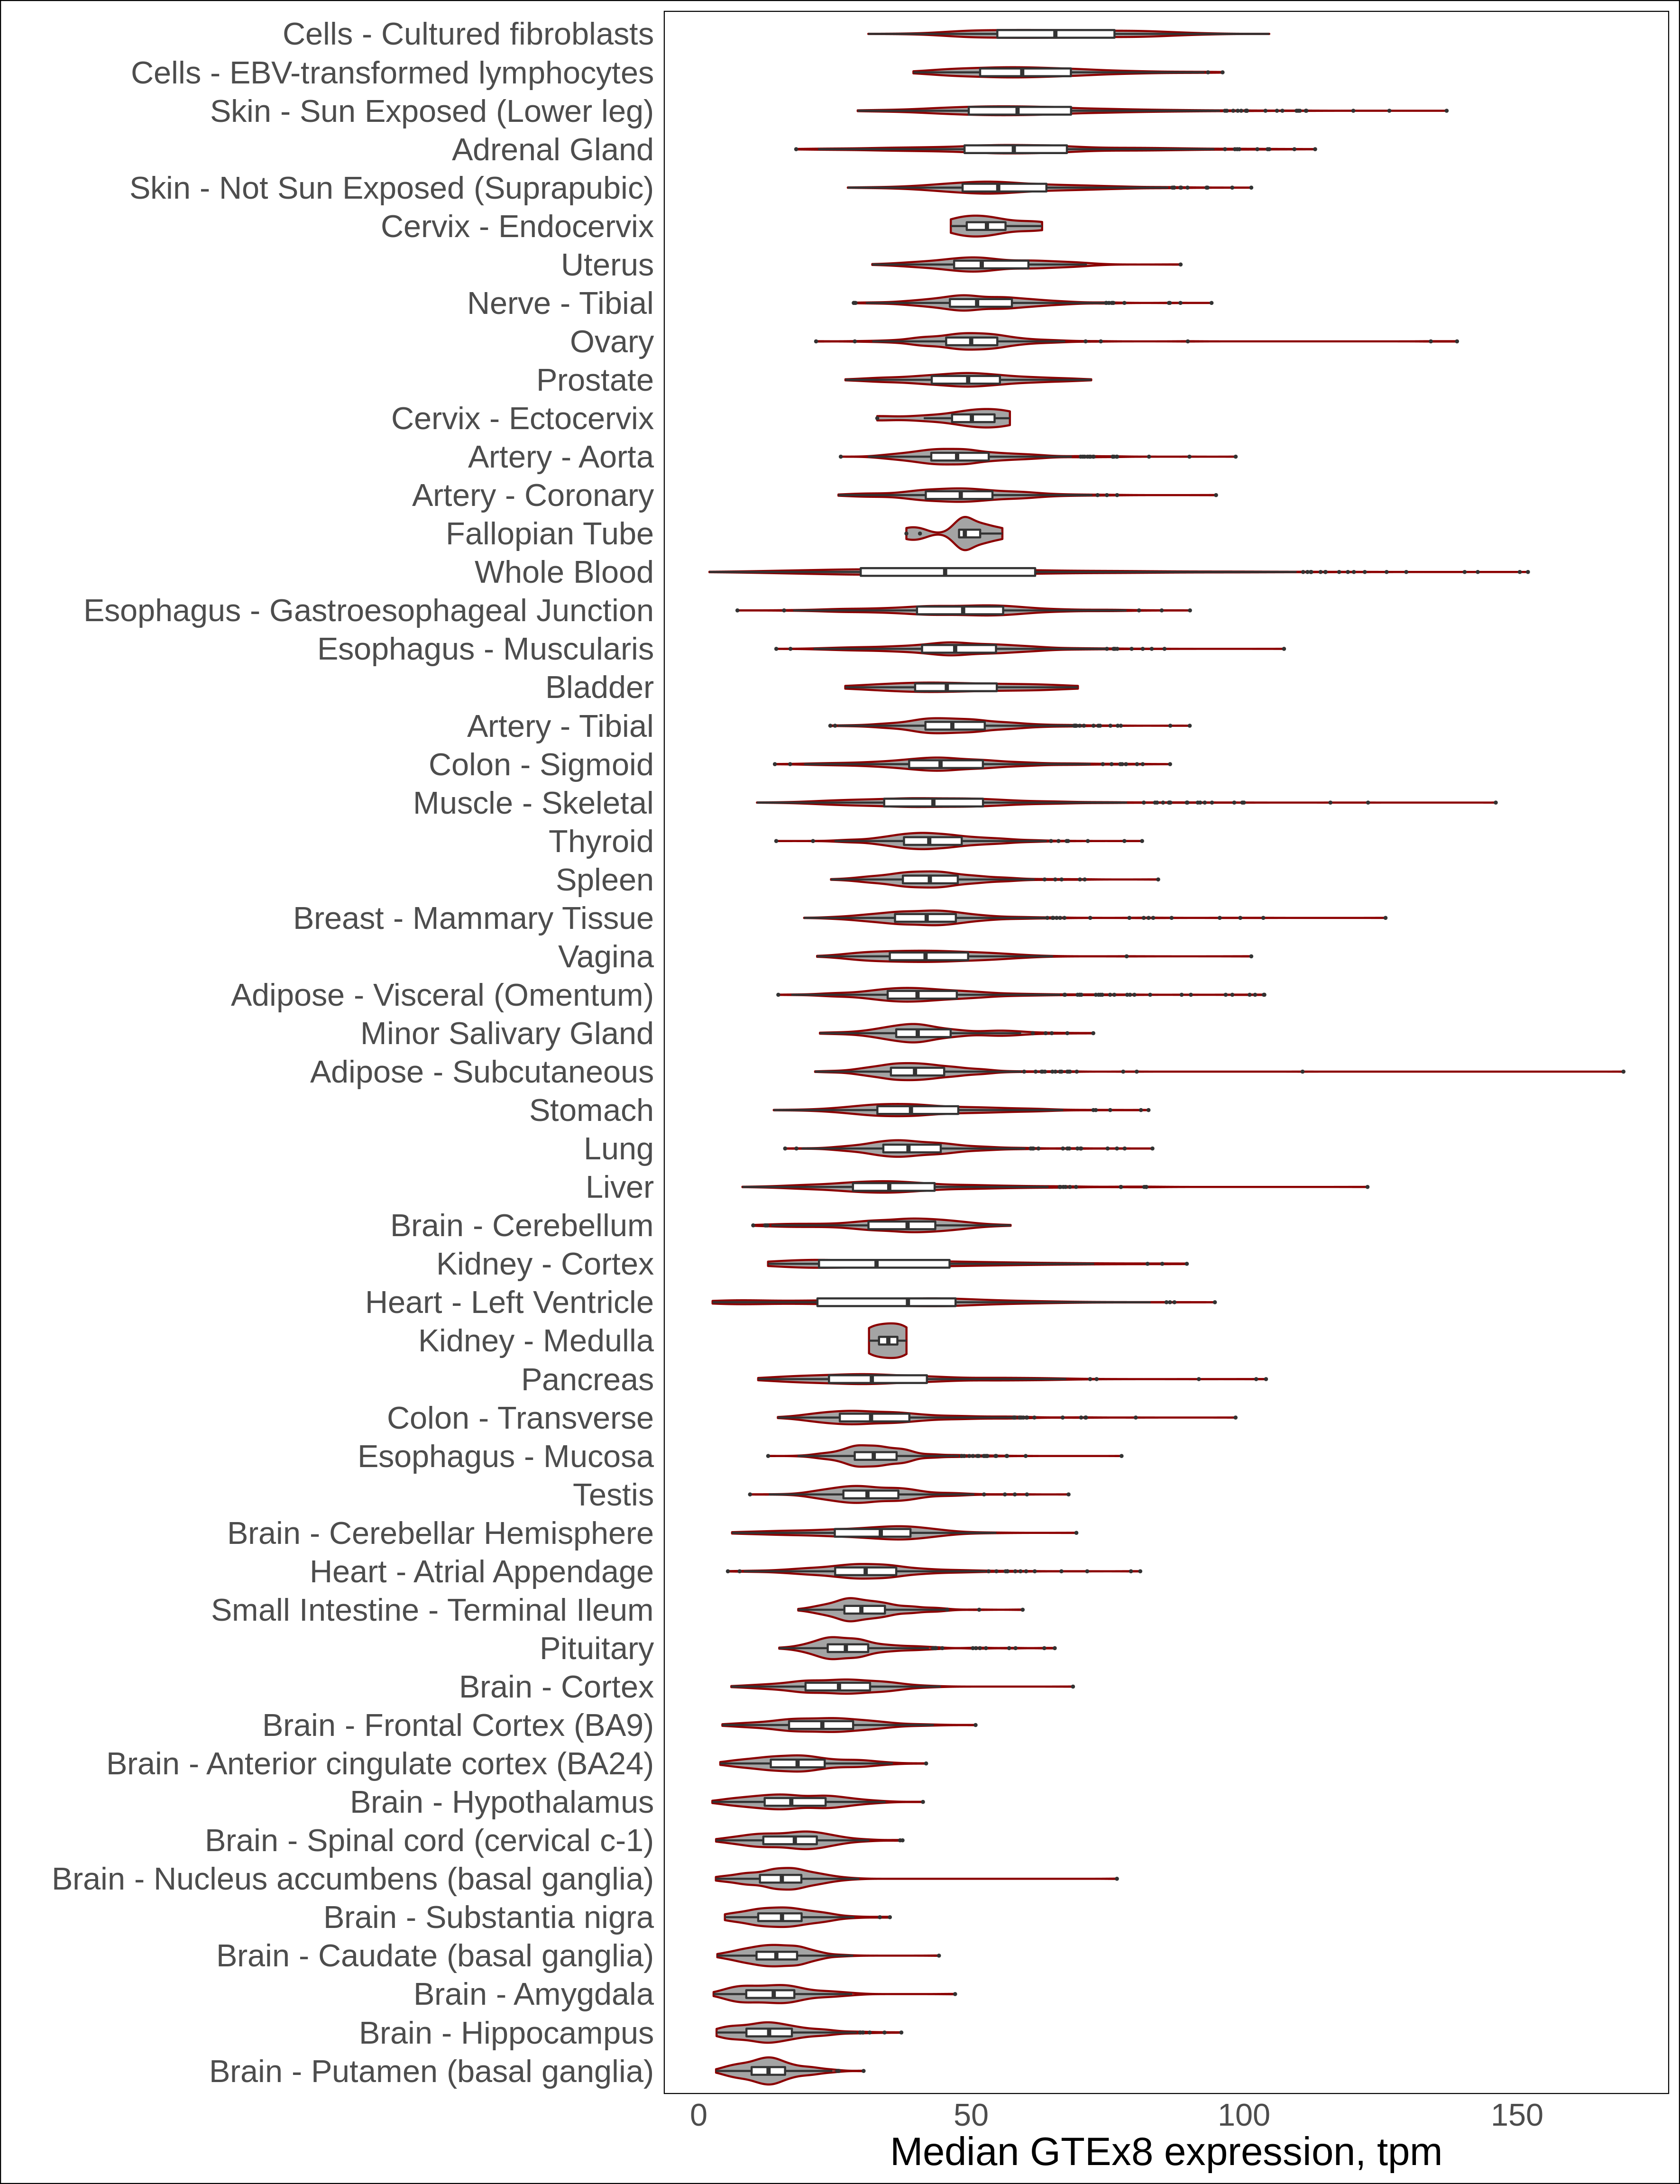 Cells - Cultured fibroblasts
Cells - EBV-transformed lymphocytes
Skin - Sun Exposed (Lower leg)
Adrenal Gland
Skin - Not Sun Exposed (Suprapubic)
Cervix - Endocervix
Uterus
Nerve - Tibial
Ovary
Prostate
Cervix - Ectocervix
Artery - Aorta
Artery - Coronary
Fallopian Tube
Whole Blood
Esophagus - Gastroesophageal Junction
Esophagus - Muscularis
Bladder
Artery - Tibial
Colon - Sigmoid
Muscle - Skeletal
Thyroid
Spleen
Breast - Mammary Tissue
Vagina
Adipose - Visceral (Omentum)
Minor Salivary Gland
Adipose - Subcutaneous
Stomach
Lung
Liver
Brain - Cerebellum
Kidney - Cortex
Heart - Left Ventricle
Kidney - Medulla
Pancreas
Colon - Transverse
Esophagus - Mucosa
Testis
Brain - Cerebellar Hemisphere
Heart - Atrial Appendage
Small Intestine - Terminal Ileum
Pituitary
Brain - Cortex
Brain - Frontal Cortex (BA9)
Brain - Anterior cingulate cortex (BA24)
Brain - Hypothalamus
Brain - Spinal cord (cervical c-1)
Brain - Nucleus accumbens (basal ganglia)
Brain - Substantia nigra
Brain - Caudate (basal ganglia)
Brain - Amygdala
Brain - Hippocampus
Brain - Putamen (basal ganglia)
0 50 100 150
Median GTEx8 expression, tpm